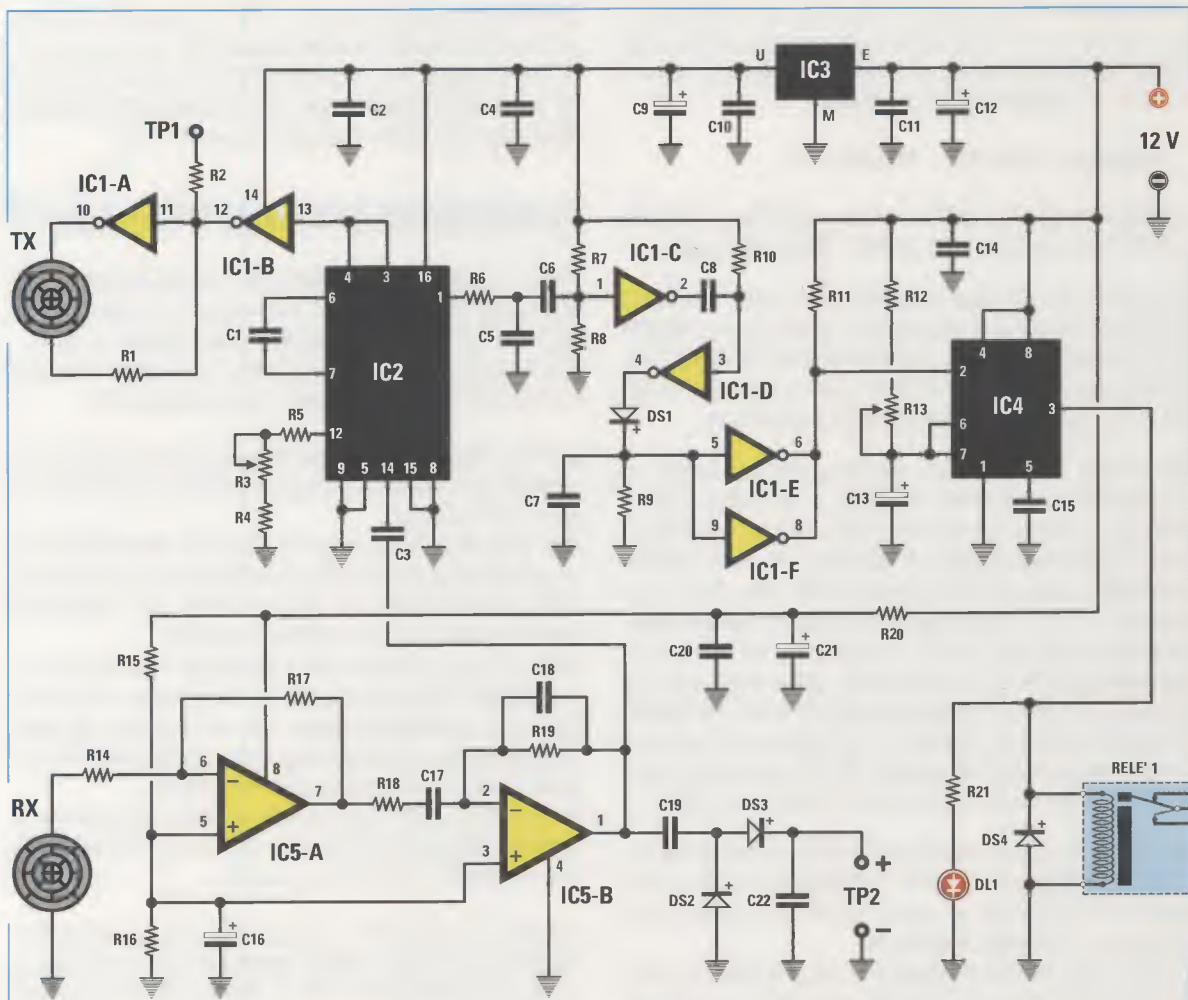 U IC3 E
M
C2
C4
C9 +
C10
C11
C12 +
12 V
TP1
R2
IC1-A
10 11 12 14 13
IC1-B
TX
R1
4 3 16
6 1
C1
7
IC2
12
R5
R3
R4
9 5 14 15 8
C3
R6
C6
C5
R7
R8
IC1-C
1 2
C8
R10
4 3
IC1-D
DS1
+
C7
R9
5 6
IC1-E
9 8
IC1-F
R11
R12
C14
4 8
2
IC4
3
R13
6
7
1 5
C13 +
C15
R15
R17
R14
6 8
7
5
- +
IC5-A
RX
R16
C16 +
R18
C17
C18
R19
2
1
3
4
- +
IC5-B
C20
C21 +
R20
C19
DS3
+
DS2 +
C22
+
TP2
-
R21
DL1
DS4 +
RELE' 1